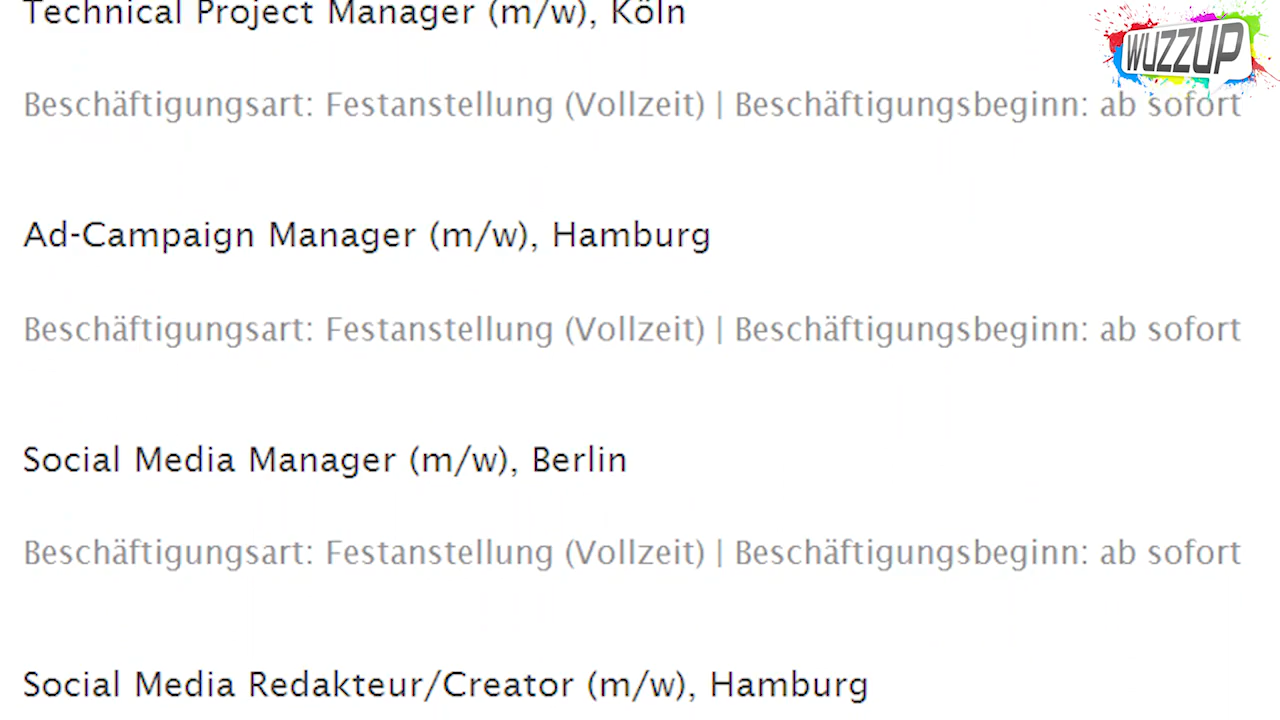 Technical Project Manager (m/w), Köln
WUZZUP
Beschäftigungsart: Festanstellung (Vollzeit) | Beschäftigungsbeginn: ab sofort
Ad-Campaign Manager (m/w), Hamburg
Beschäftigungsart: Festanstellung (Vollzeit) | Beschäftigungsbeginn: ab sofort
Social Media Manager (m/w), Berlin
Beschäftigungsart: Festanstellung (Vollzeit) | Beschäftigungsbeginn: ab sofort
Social Media Redakteur/Creator (m/w), Hamburg